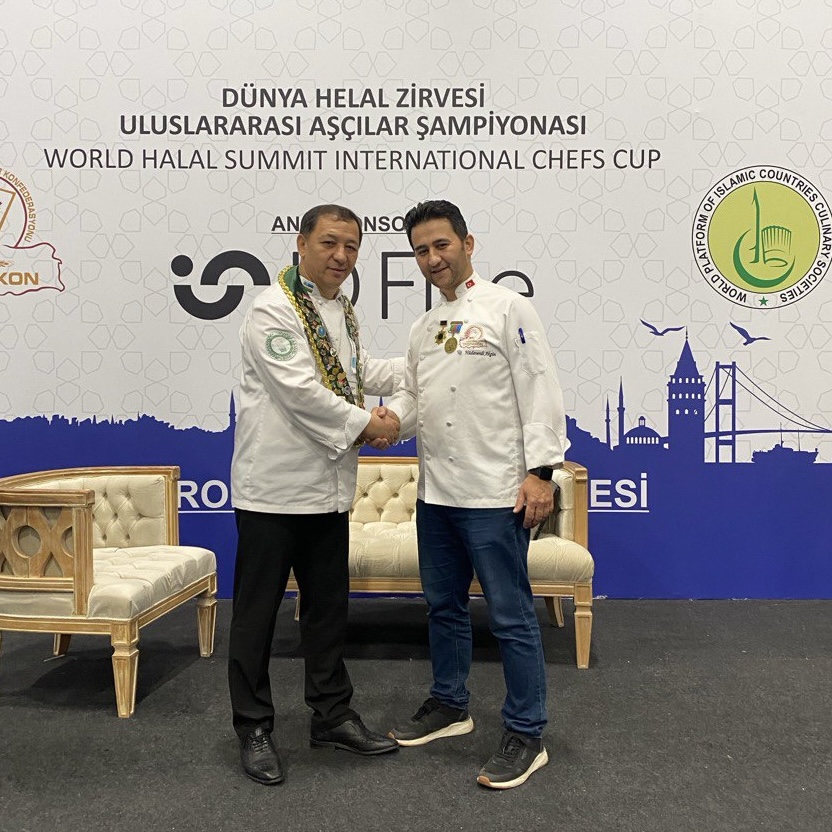 DÜNYA HELAL ZİRVESİ
ULUSLARARASI AŞÇILAR ŞAMPİYONASI
WORLD HALAL SUMMIT INTERNATIONAL CHEFS CUP
KONFEDERASYONU
KON
WORLD PLATFORM OF ISLAMIC COUNTRIES CULINARY SOCIETIES
ESİ